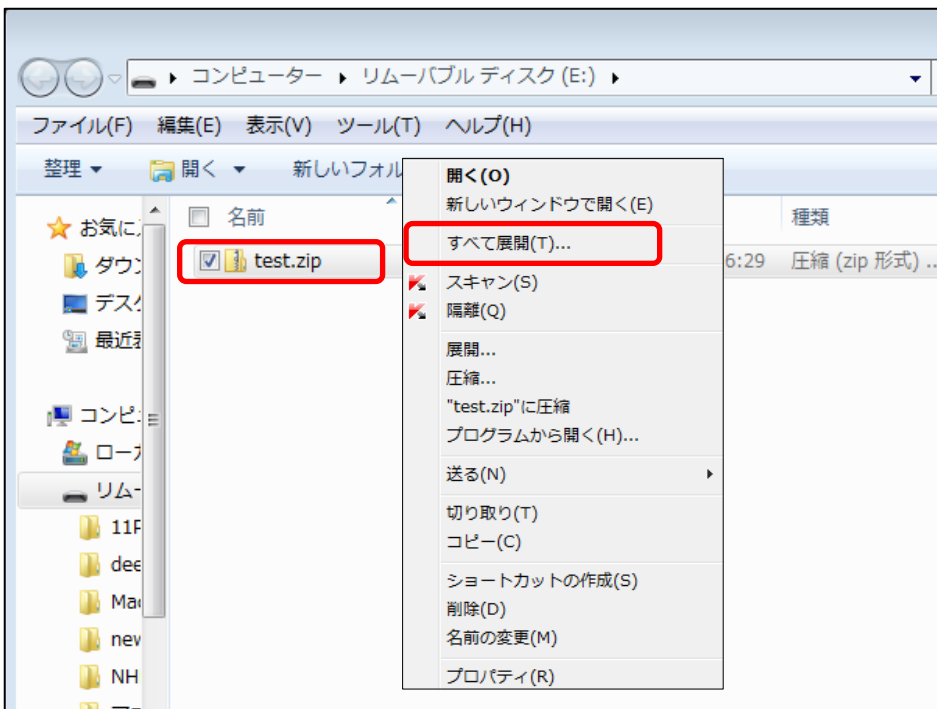 コンピューター ▸ リムーバブル ディスク (E:) ▸
ファイル(F) 編集(E) 表示(V) ツール(T) ヘルプ(H)
整理 開く 新しいフォル
お気に
ダウ
デスク
最近
コンピ
ローカ
リムー
11P
dee
Mac
new
NH
名前
種類
test.zip
6:29 圧縮 (zip 形式) ..
開く(O)
新しいウィンドウで開く(E)
すべて展開(T)...
スキャン(S)
隔離(Q)
展開...
圧縮...
"test.zip"に圧縮
プログラムから開く(H)...
送る(N)
切り取り(T)
コピー(C)
ショートカットの作成(S)
削除(D)
名前の変更(M)
プロパティ(R)